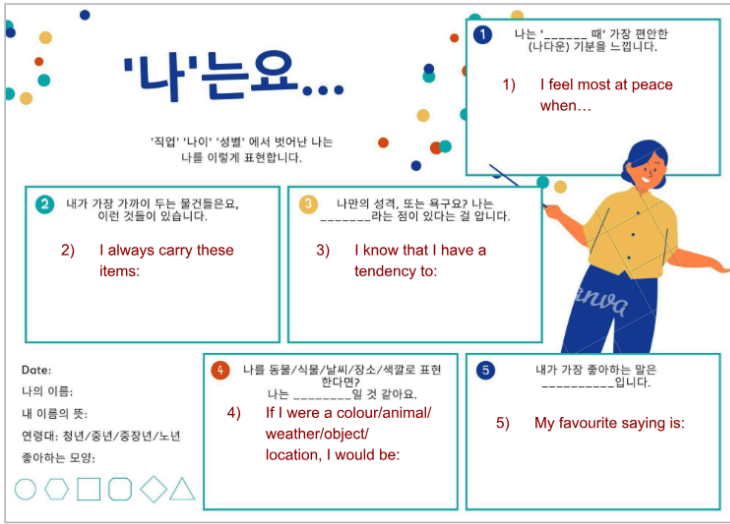 '나'는요...
'직업' '나이' '성별' 에서 벗어난 나는
나를 이렇게 표현합니다.
1
나는 '______ 때' 가장 편안한
(나다운) 기분을 느낍니다.
1) I feel most at peace
when…
2
내가 가장 가까이 두는 물건들은요,
이런 것들이 있습니다.
2) I always carry these
items:
3
나만의 성격, 또는 욕구요? 나는
_______라는 점이 있다는 걸 압니다.
3) I know that I have a
tendency to:
Canva
Date:
나의 이름:
내 이름의 뜻:
연령대: 청년/중년/중장년/노년
좋아하는 모양:
4
나를 동물/식물/날씨/장소/색깔로 표현
한다면?
나는 ________일 것 같아요.
4) If I were a colour/animal/
weather/object/
location, I would be:
5
내가 가장 좋아하는 말은
__________입니다.
5) My favourite saying is: